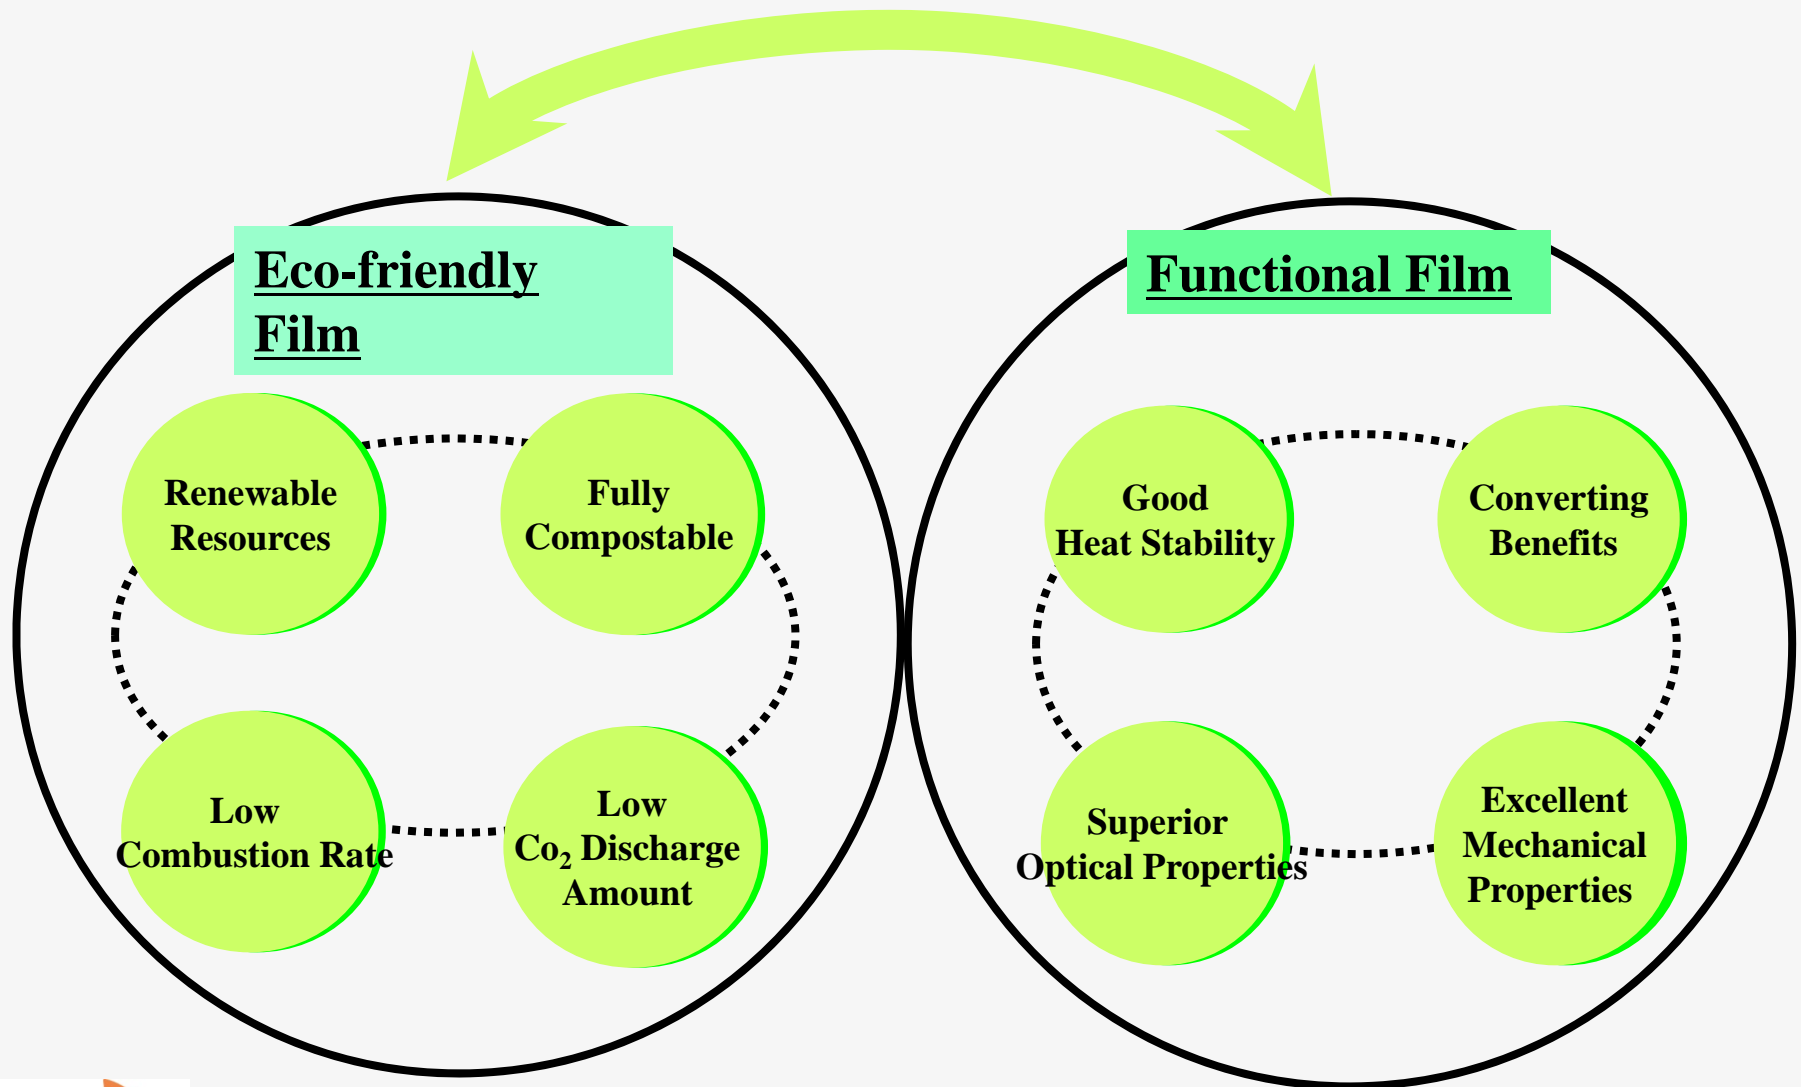 Eco-friendly
Film
Renewable
Resources
Fully
Compostable
Low
Combustion Rate
Low
Co₂ Discharge
Amount
Functional Film
Good
Heat Stability
Converting
Benefits
Superior
Optical Properties
Excellent
Mechanical
Properties